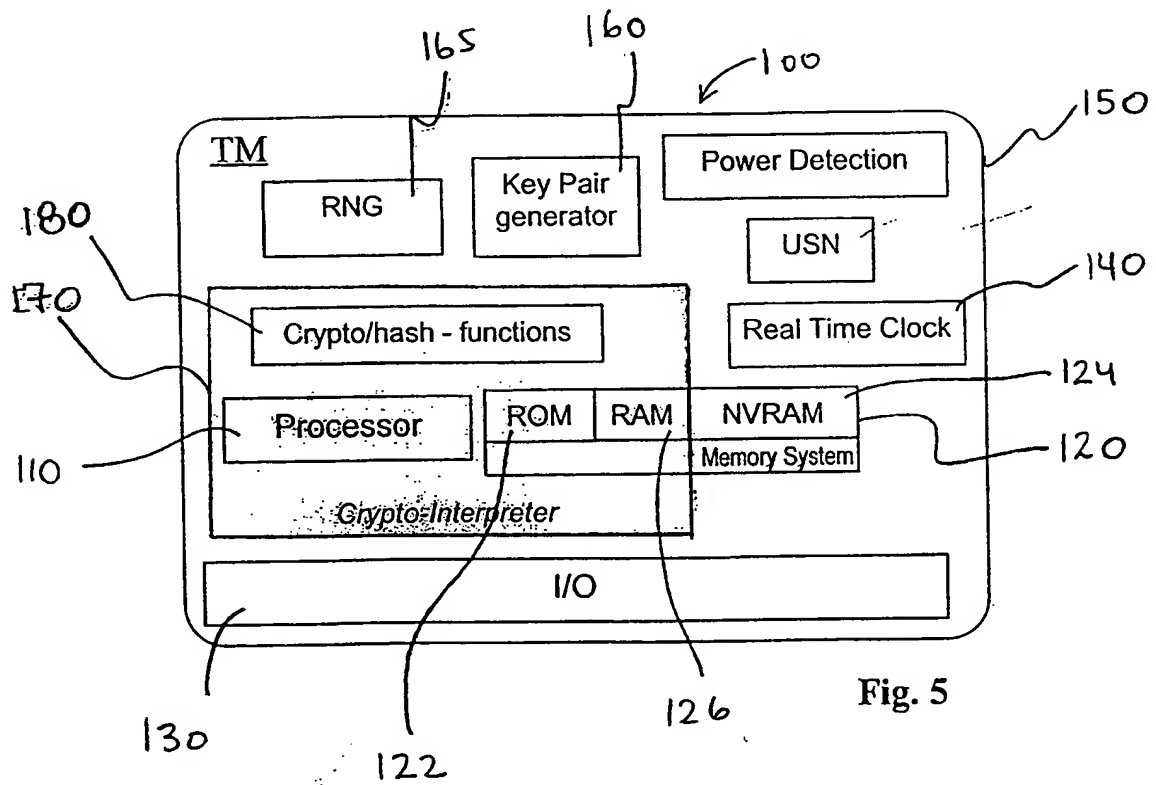 165
160
100
150
TM
Power Detection
RNG
Key Pair
generator
180
USN
140
170
Crypto/hash - functions
Real Time Clock
124
Processor
ROM
RAM
NVRAM
120
110
Memory System
Crypto-Interpreter
I/O
Fig. 5
126
130
122